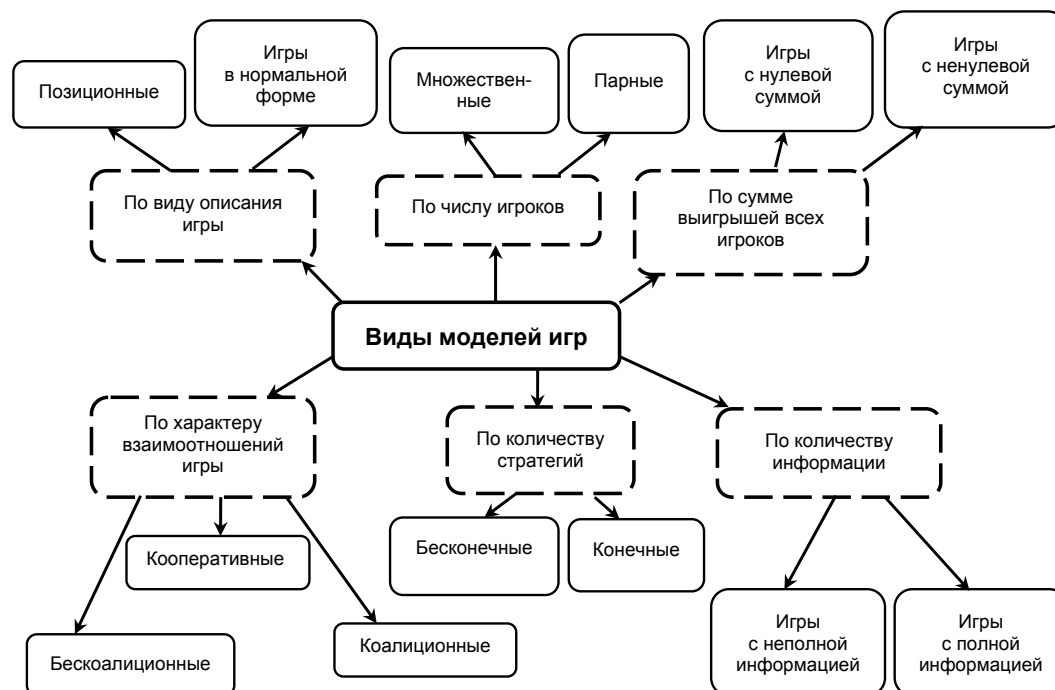 Позиционные
Игры
в нормальной
форме
Множествен-
ные
Парные
Игры
с нулевой
суммой
Игры
с ненулевой
суммой
По виду описания
игры
По числу игроков
По сумме
выигрышей всех
игроков
Виды моделей игр
По характеру
взаимоотношений
игры
По количеству
стратегий
По количеству
информации
Кооперативные
Бесконечные
Конечные
Бескоалиционные
Коалиционные
Игры
с неполной
информацией
Игры
с полной
информацией